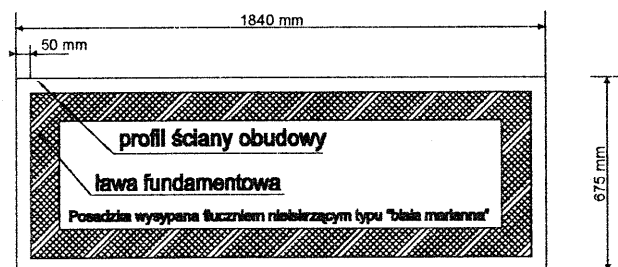 1840 mm
50 mm
profil ściany obudowy
ława fundamentowa
Posadzka wysypana tłuczniem nieiskrzącym typu "biała marianna"
675 mm